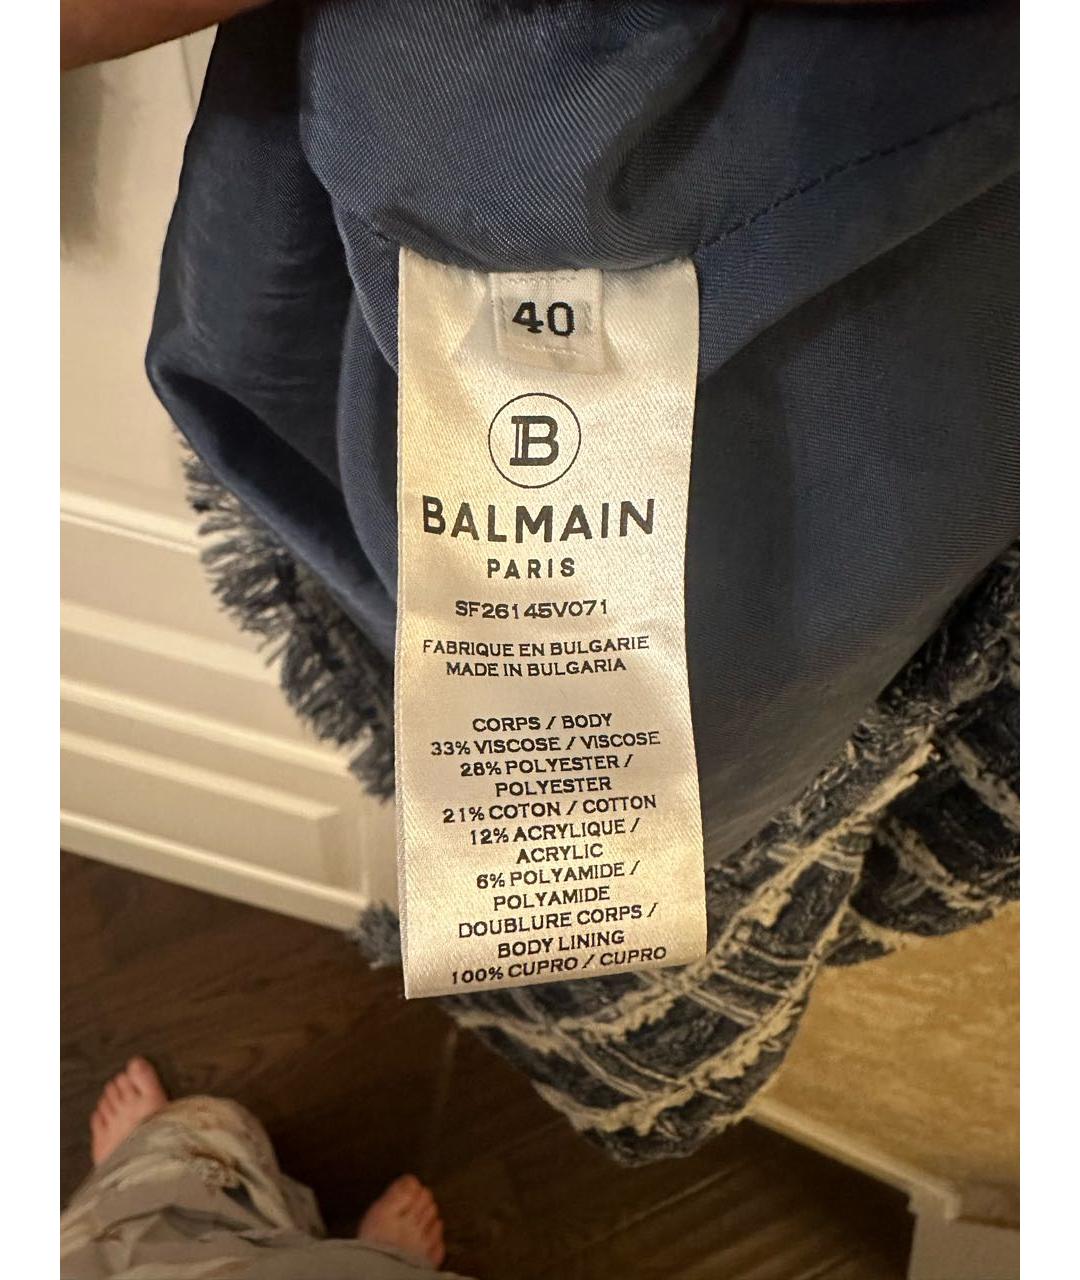 40
B
BALMAIN
PARIS
SF26145V071
FABRIQUE EN BULGARIE
MADE IN BULGARIA
CORPS / BODY
33% VISCOSE / VISCOSE
28% POLYESTER /
POLYESTER
21% COTON / COTTON
12% ACRYLIQUE /
ACRYLIC
6% POLYAMIDE /
POLYAMIDE
DOUBLURE CORPS /
BODY LINING
100% CUPRO / CUPRO